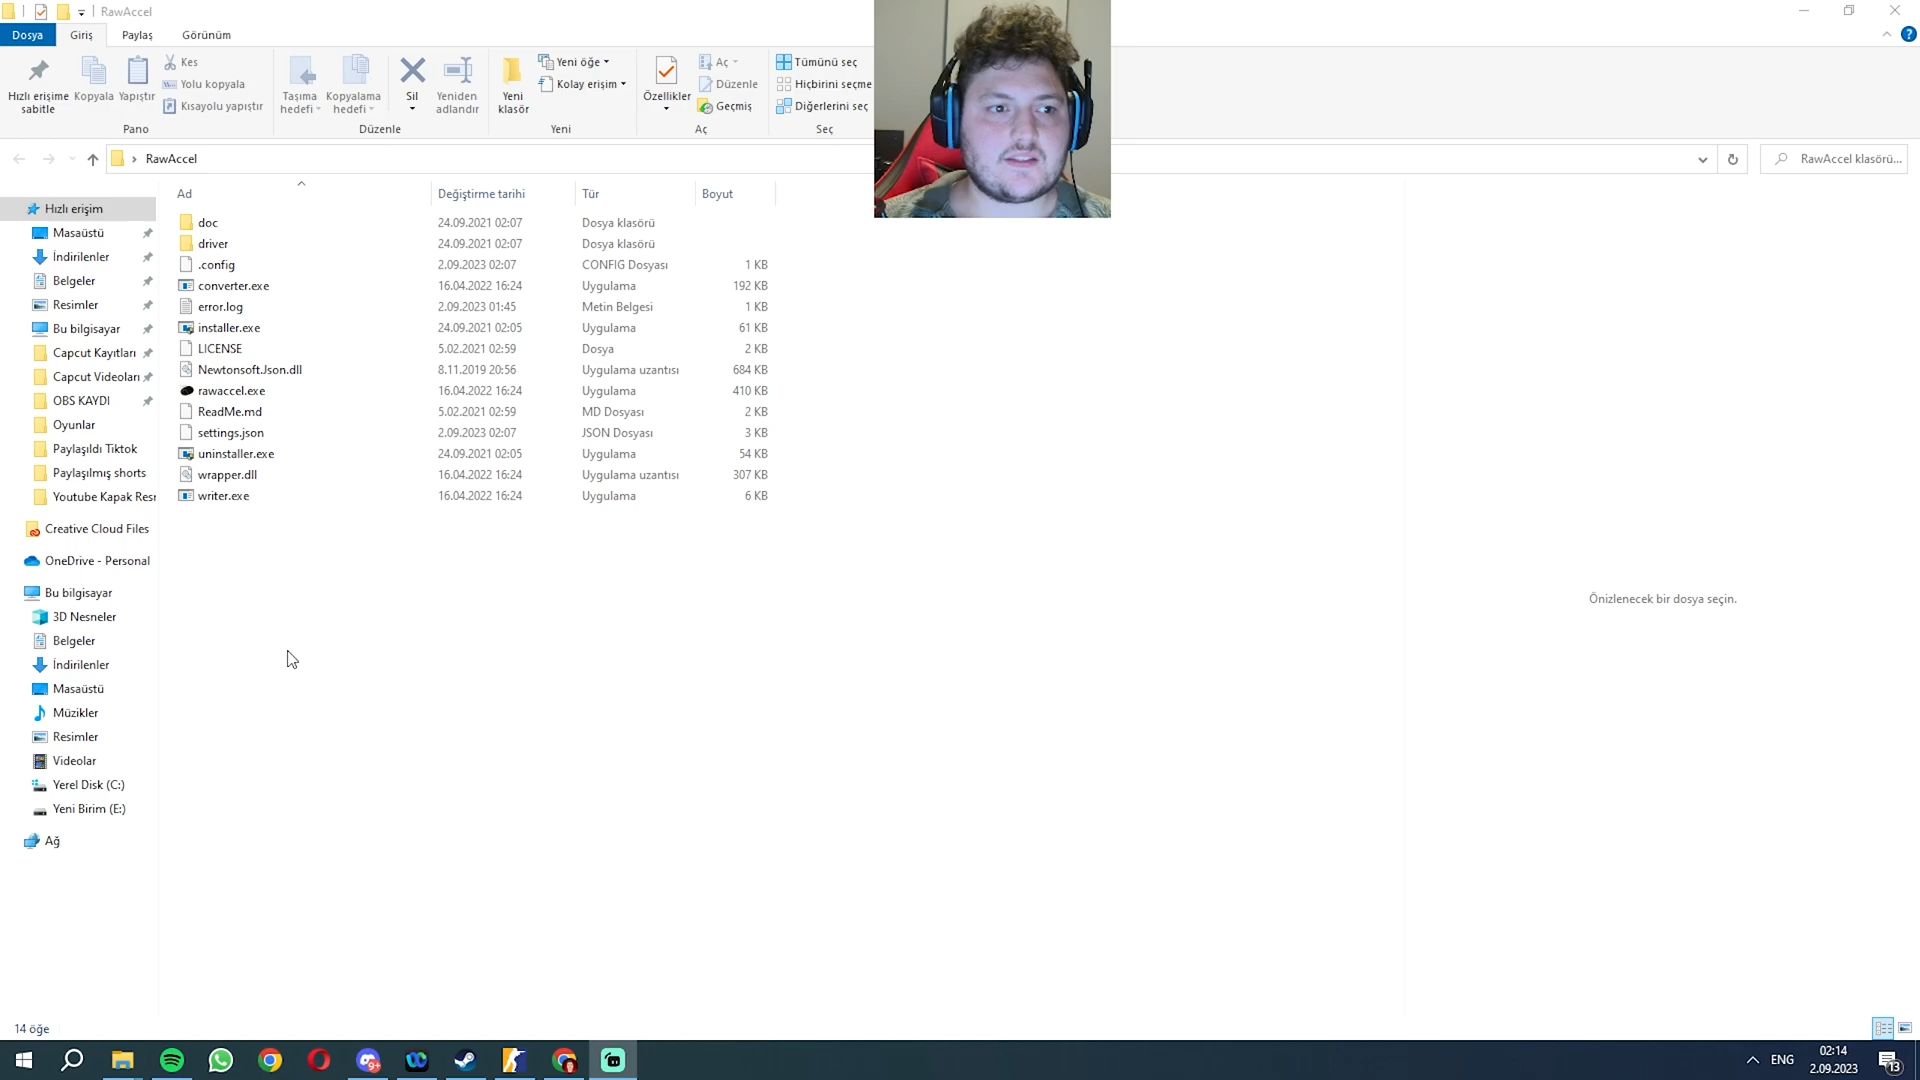 RawAccel
Dosya Giriş Paylaş Görünüm
Hızlı erişime sabitle
Kopyala
Yapıştır
Kes
Yolu kopyala
Kısayolu yapıştır
Pano
Taşıma hedefi
Kopyalama hedefi
Sil
Yeniden adlandır
Düzenle
Yeni klasör
Yeni öğe
Kolay erişim
Yeni
Özellikler
Aç
Düzenle
Geçmiş
Aç
Tümünü seç
Hiçbirini seçme
Diğerlerini seç
Seç
RawAccel
RawAccel klasörü...
Hızlı erişim
Masaüstü
İndirilenler
Belgeler
Resimler
Bu bilgisayar
Capcut Kayıtları
Capcut Videoları
OBS KAYDI
Oyunlar
Paylaşıldı Tiktok
Paylaşılmış shorts
Youtube Kapak Resr
Creative Cloud Files
OneDrive - Personal
Bu bilgisayar
3D Nesneler
Belgeler
İndirilenler
Masaüstü
Müzikler
Resimler
Videolar
Yerel Disk (C:)
Yeni Birim (E:)
Ağ
Ad Değiştirme tarihi Tür Boyut
doc 24.09.2021 02:07 Dosya klasörü
driver 24.09.2021 02:07 Dosya klasörü
.config 2.09.2023 02:07 CONFIG Dosyası 1 KB
converter.exe 16.04.2022 16:24 Uygulama 192 KB
error.log 2.09.2023 01:45 Metin Belgesi 1 KB
installer.exe 24.09.2021 02:05 Uygulama 61 KB
LICENSE 5.02.2021 02:59 Dosya 2 KB
Newtonsoft.Json.dll 8.11.2019 20:56 Uygulama uzantısı 684 KB
rawaccel.exe 16.04.2022 16:24 Uygulama 410 KB
ReadMe.md 5.02.2021 02:59 MD Dosyası 2 KB
settings.json 2.09.2023 02:07 JSON Dosyası 3 KB
uninstaller.exe 24.09.2021 02:05 Uygulama 54 KB
wrapper.dll 16.04.2022 16:24 Uygulama uzantısı 307 KB
writer.exe 16.04.2022 16:24 Uygulama 6 KB
Önizlenecek bir dosya seçin.
14 öğe
9+
ENG
02:14
2.09.2023
13